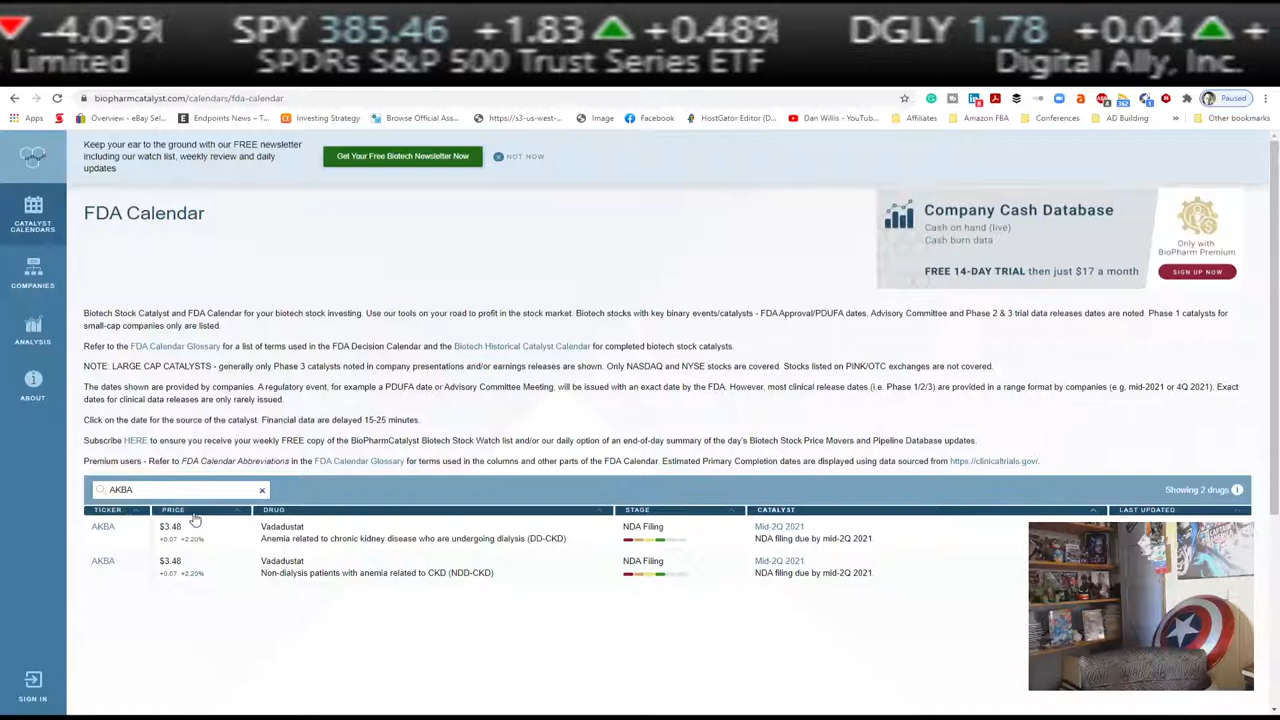 -4.05% SPY 385.46 +1.83 +0.48% DGLY 1.78 +0.04 +
Limited SPDRs S&P 500 Trust Series ETF Digital Ally, Inc.
biopharmcatalyst.com/calendars/fda-calendar
Paused
Apps
Overview - eBay Sel...
Endpoints News – T...
Investing Strategy
Browse Official Ass...
https://s3-us-west-...
Image
Facebook
HostGator Editor (D...
Dan Willis - YouTub...
Affiliates
Amazon FBA
Conferences
AD Building
»
Other bookmarks
Keep your ear to the ground with our FREE newsletter
including our watch list, weekly review and daily
updates
Get Your Free Biotech Newsletter Now
NOT NOW
CATALYST
CALENDARS
COMPANIES
ANALYSIS
ABOUT
SIGN IN
FDA Calendar
Company Cash Database
Cash on hand (live)
Cash burn data
FREE 14-DAY TRIAL then just $17 a month
Only with
BioPharm Premium
SIGN UP NOW
Biotech Stock Catalyst and FDA Calendar for your biotech stock investing. Use our tools on your road to profit in the stock market. Biotech stocks with key binary events/catalysts - FDA Approval/PDUFA dates. Advisory Committee and Phase 2 & 3 trial data releases dates are noted. Phase 1 catalysts for
small-cap companies only are listed.
Refer to the FDA Calendar Glossary for a list of terms used in the FDA Decision Calendar and the Biotech Historical Catalyst Calendar for completed biotech stock catalysts.
NOTE: LARGE CAP CATALYSTS - generally only Phase 3 catalysts noted in company presentations and/or earnings releases are shown. Only NASDAQ and NYSE stocks are covered. Stocks listed on PINK/OTC exchanges are not covered.
The dates shown are provided by companies. A regulatory event, for example a PDUFA date or Advisory Committee Meeting, will be issued with an exact date by the FDA. However, most clinical release dates (i.e. Phase 1/2/3) are provided in a range format by companies (e.g. mid-2021 or 4Q 2021). Exact
dates for clinical data releases are only rarely issued.
Click on the date for the source of the catalyst. Financial data are delayed 15-25 minutes.
Subscribe HERE to ensure you receive your weekly FREE copy of the BioPharmCatalyst Biotech Stock Watch list and/or our daily option of an end-of-day summary of the day's Biotech Stock Price Movers and Pipeline Database updates.
Premium users - Refer to FDA Calendar Abbreviations in the FDA Calendar Glossary for terms used in the columns and other parts of the FDA Calendar. Estimated Primary Completion dates are displayed using data sourced from https://clinicaltrials.gov/.
AKBA
Showing 2 drugs
TICKER PRICE DRUG STAGE CATALYST LAST UPDATED
AKBA $3.48 Vadadustat NDA Filing Mid-2Q 2021
+0.07 +2.20% Anemia related to chronic kidney disease who are undergoing dialysis (DD-CKD) NDA filing due by mid-2Q 2021.
AKBA $3.48 Vadadustat NDA Filing Mid-2Q 2021
+0.07 +2.20% Non-dialysis patients with anemia related to CKD (NDD-CKD) NDA filing due by mid-2Q 2021.